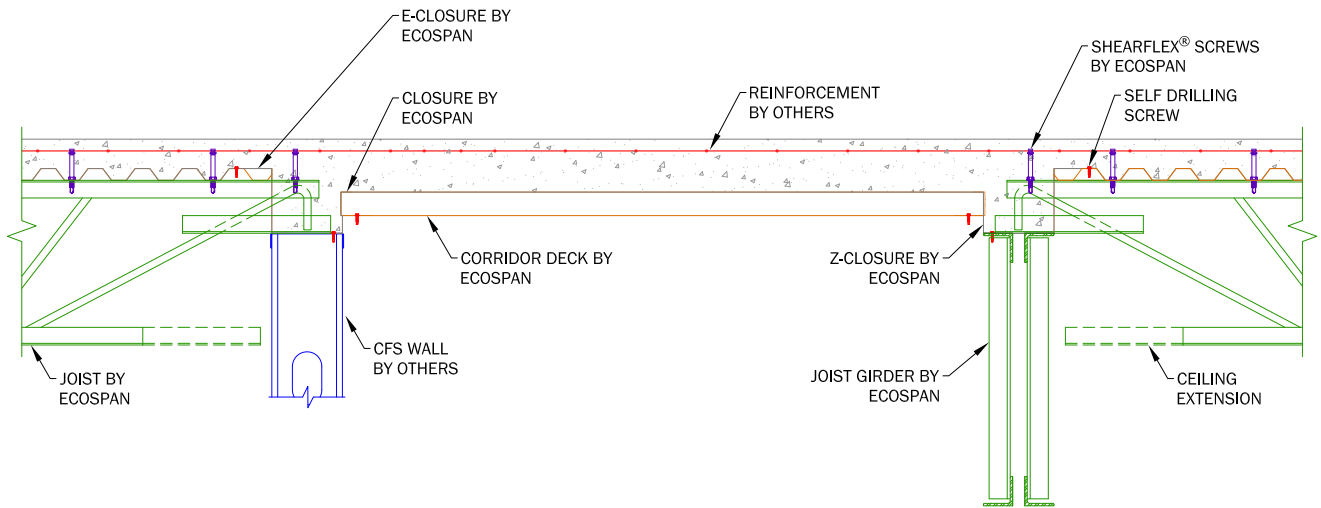 E-CLOSURE BY
ECOSPAN
CLOSURE BY
ECOSPAN
REINFORCEMENT
BY OTHERS
SHEARFLEX® SCREWS
BY ECOSPAN
SELF DRILLING
SCREW
CORRIDOR DECK BY
ECOSPAN
Z-CLOSURE BY
ECOSPAN
JOIST BY
ECOSPAN
CFS WALL
BY OTHERS
JOIST GIRDER BY
ECOSPAN
CEILING
EXTENSION